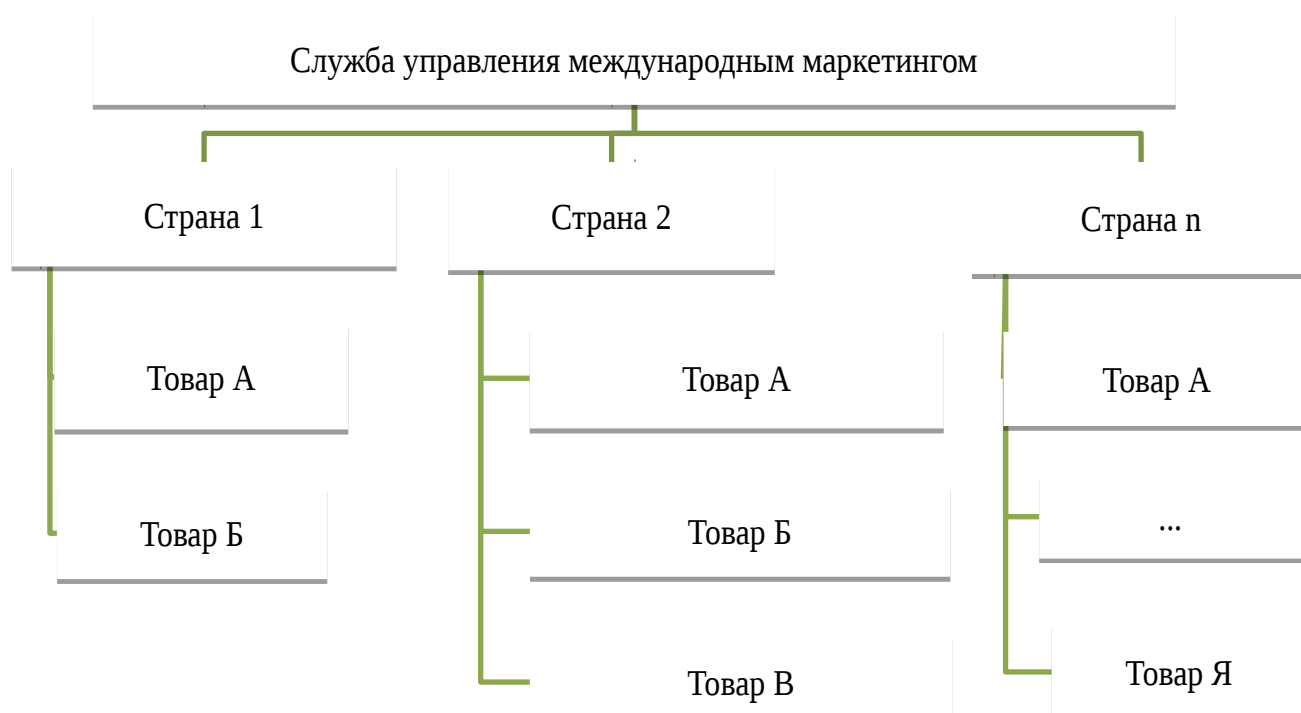 Служба управления международным маркетингом
Страна 1
Страна 2
Страна n
Товар А
Товар А
Товар А
Товар Б
Товар Б
...
Товар В
Товар Я